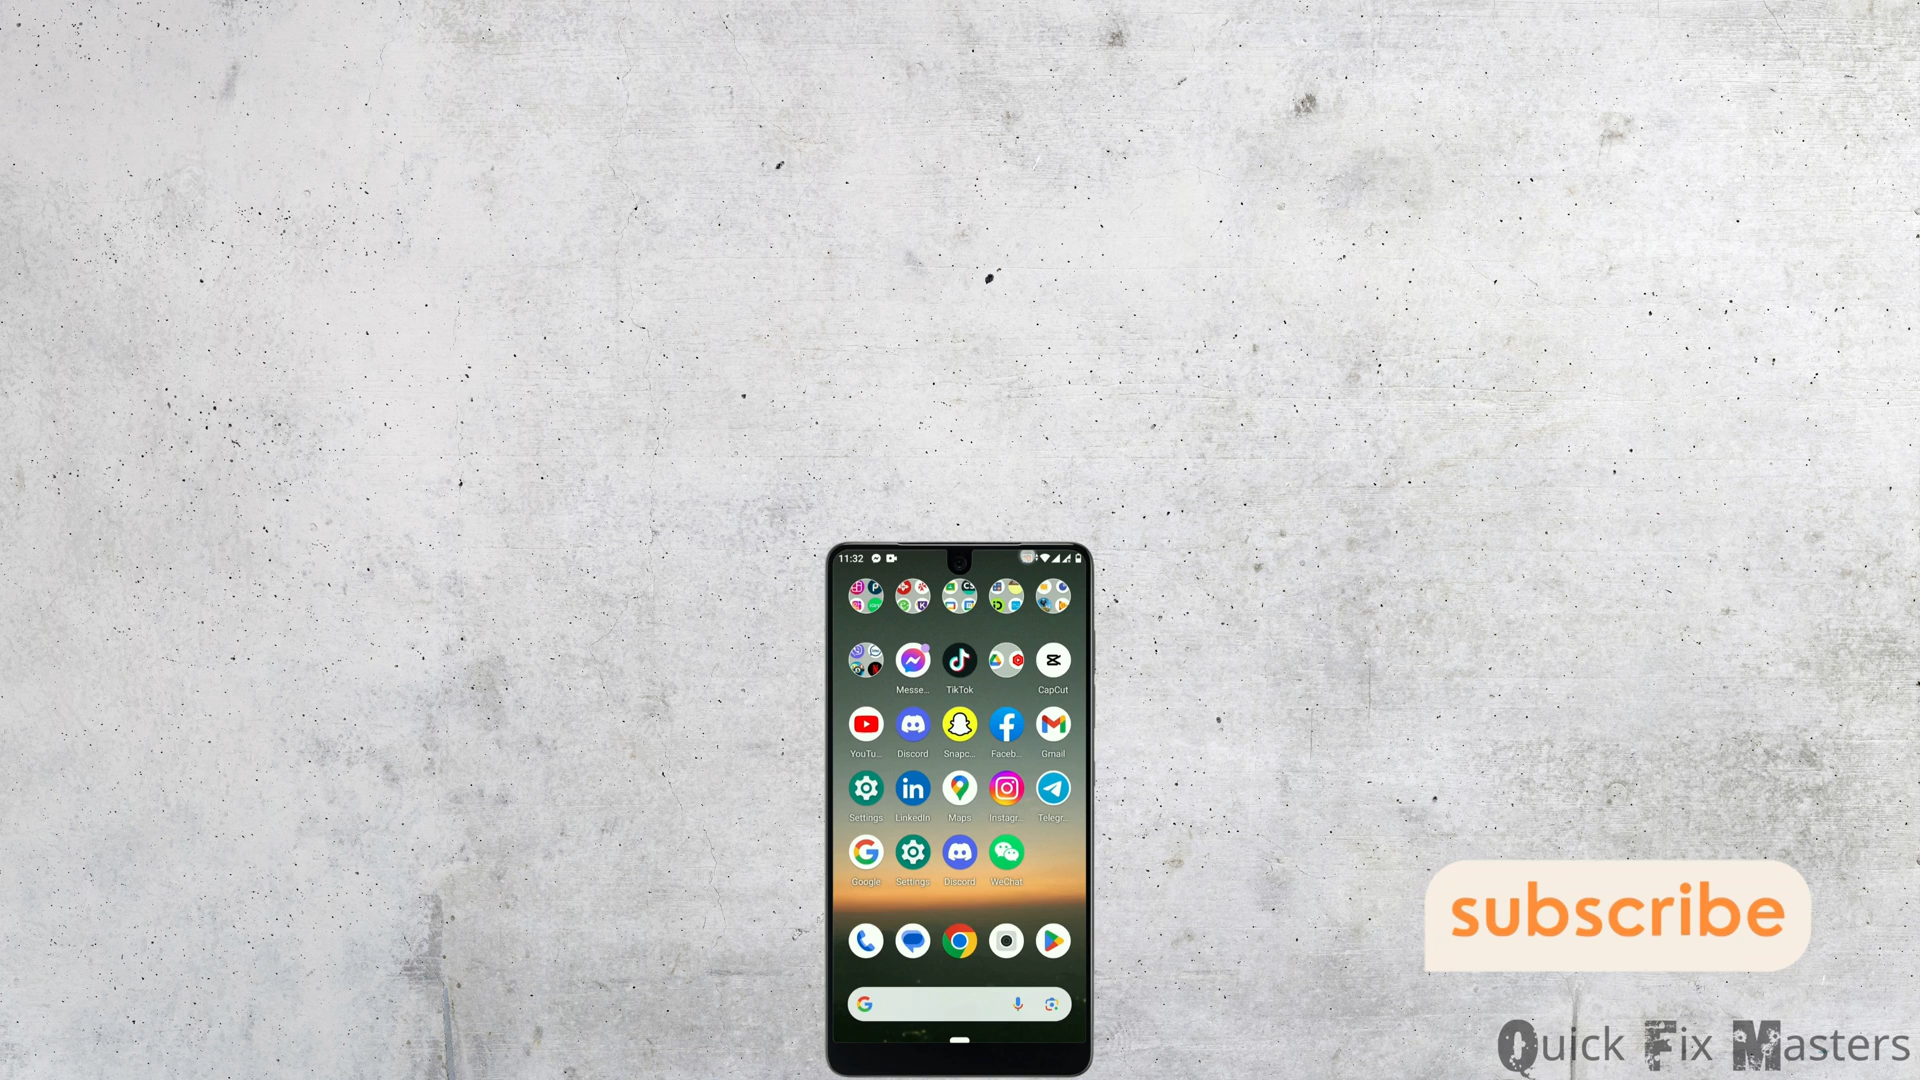 11:32
Messe... TikTok CapCut
YouTu... Discord Snapc... Faceb... Gmail
Settings LinkedIn Maps Instagr... Telegr...
Google Settings Discord WeChat
subscribe
Quick Fix Masters